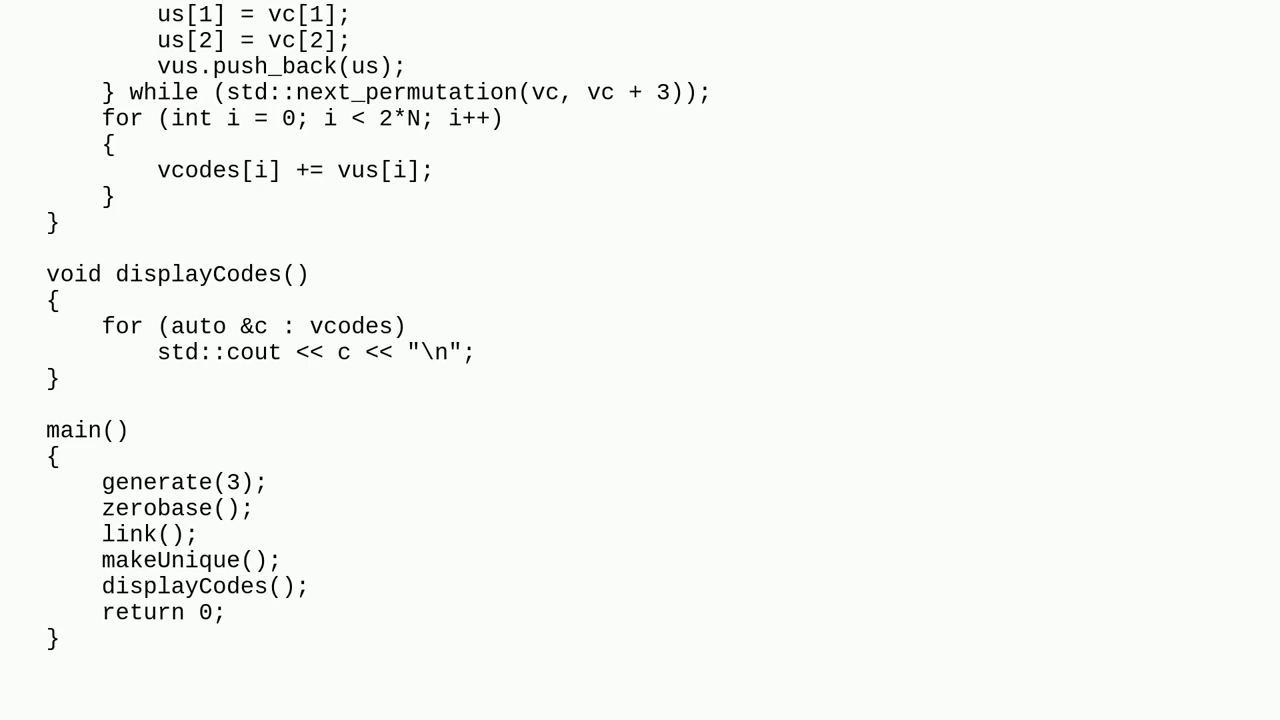 us[1] = vc[1];
        us[2] = vc[2];
        vus.push_back(us);
    } while (std::next_permutation(vc, vc + 3));
    for (int i = 0; i < 2*N; i++)
    {
        vcodes[i] += vus[i];
    }
}

void displayCodes()
{
    for (auto &c : vcodes)
        std::cout << c << "\n";
}

main()
{
    generate(3);
    zerobase();
    link();
    makeUnique();
    displayCodes();
    return 0;
}